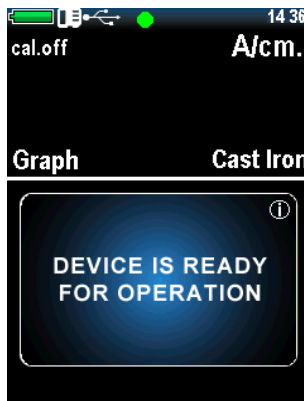 14 36
cal.off A/cm.
Graph Cast Iron
DEVICE IS READY
FOR OPERATION